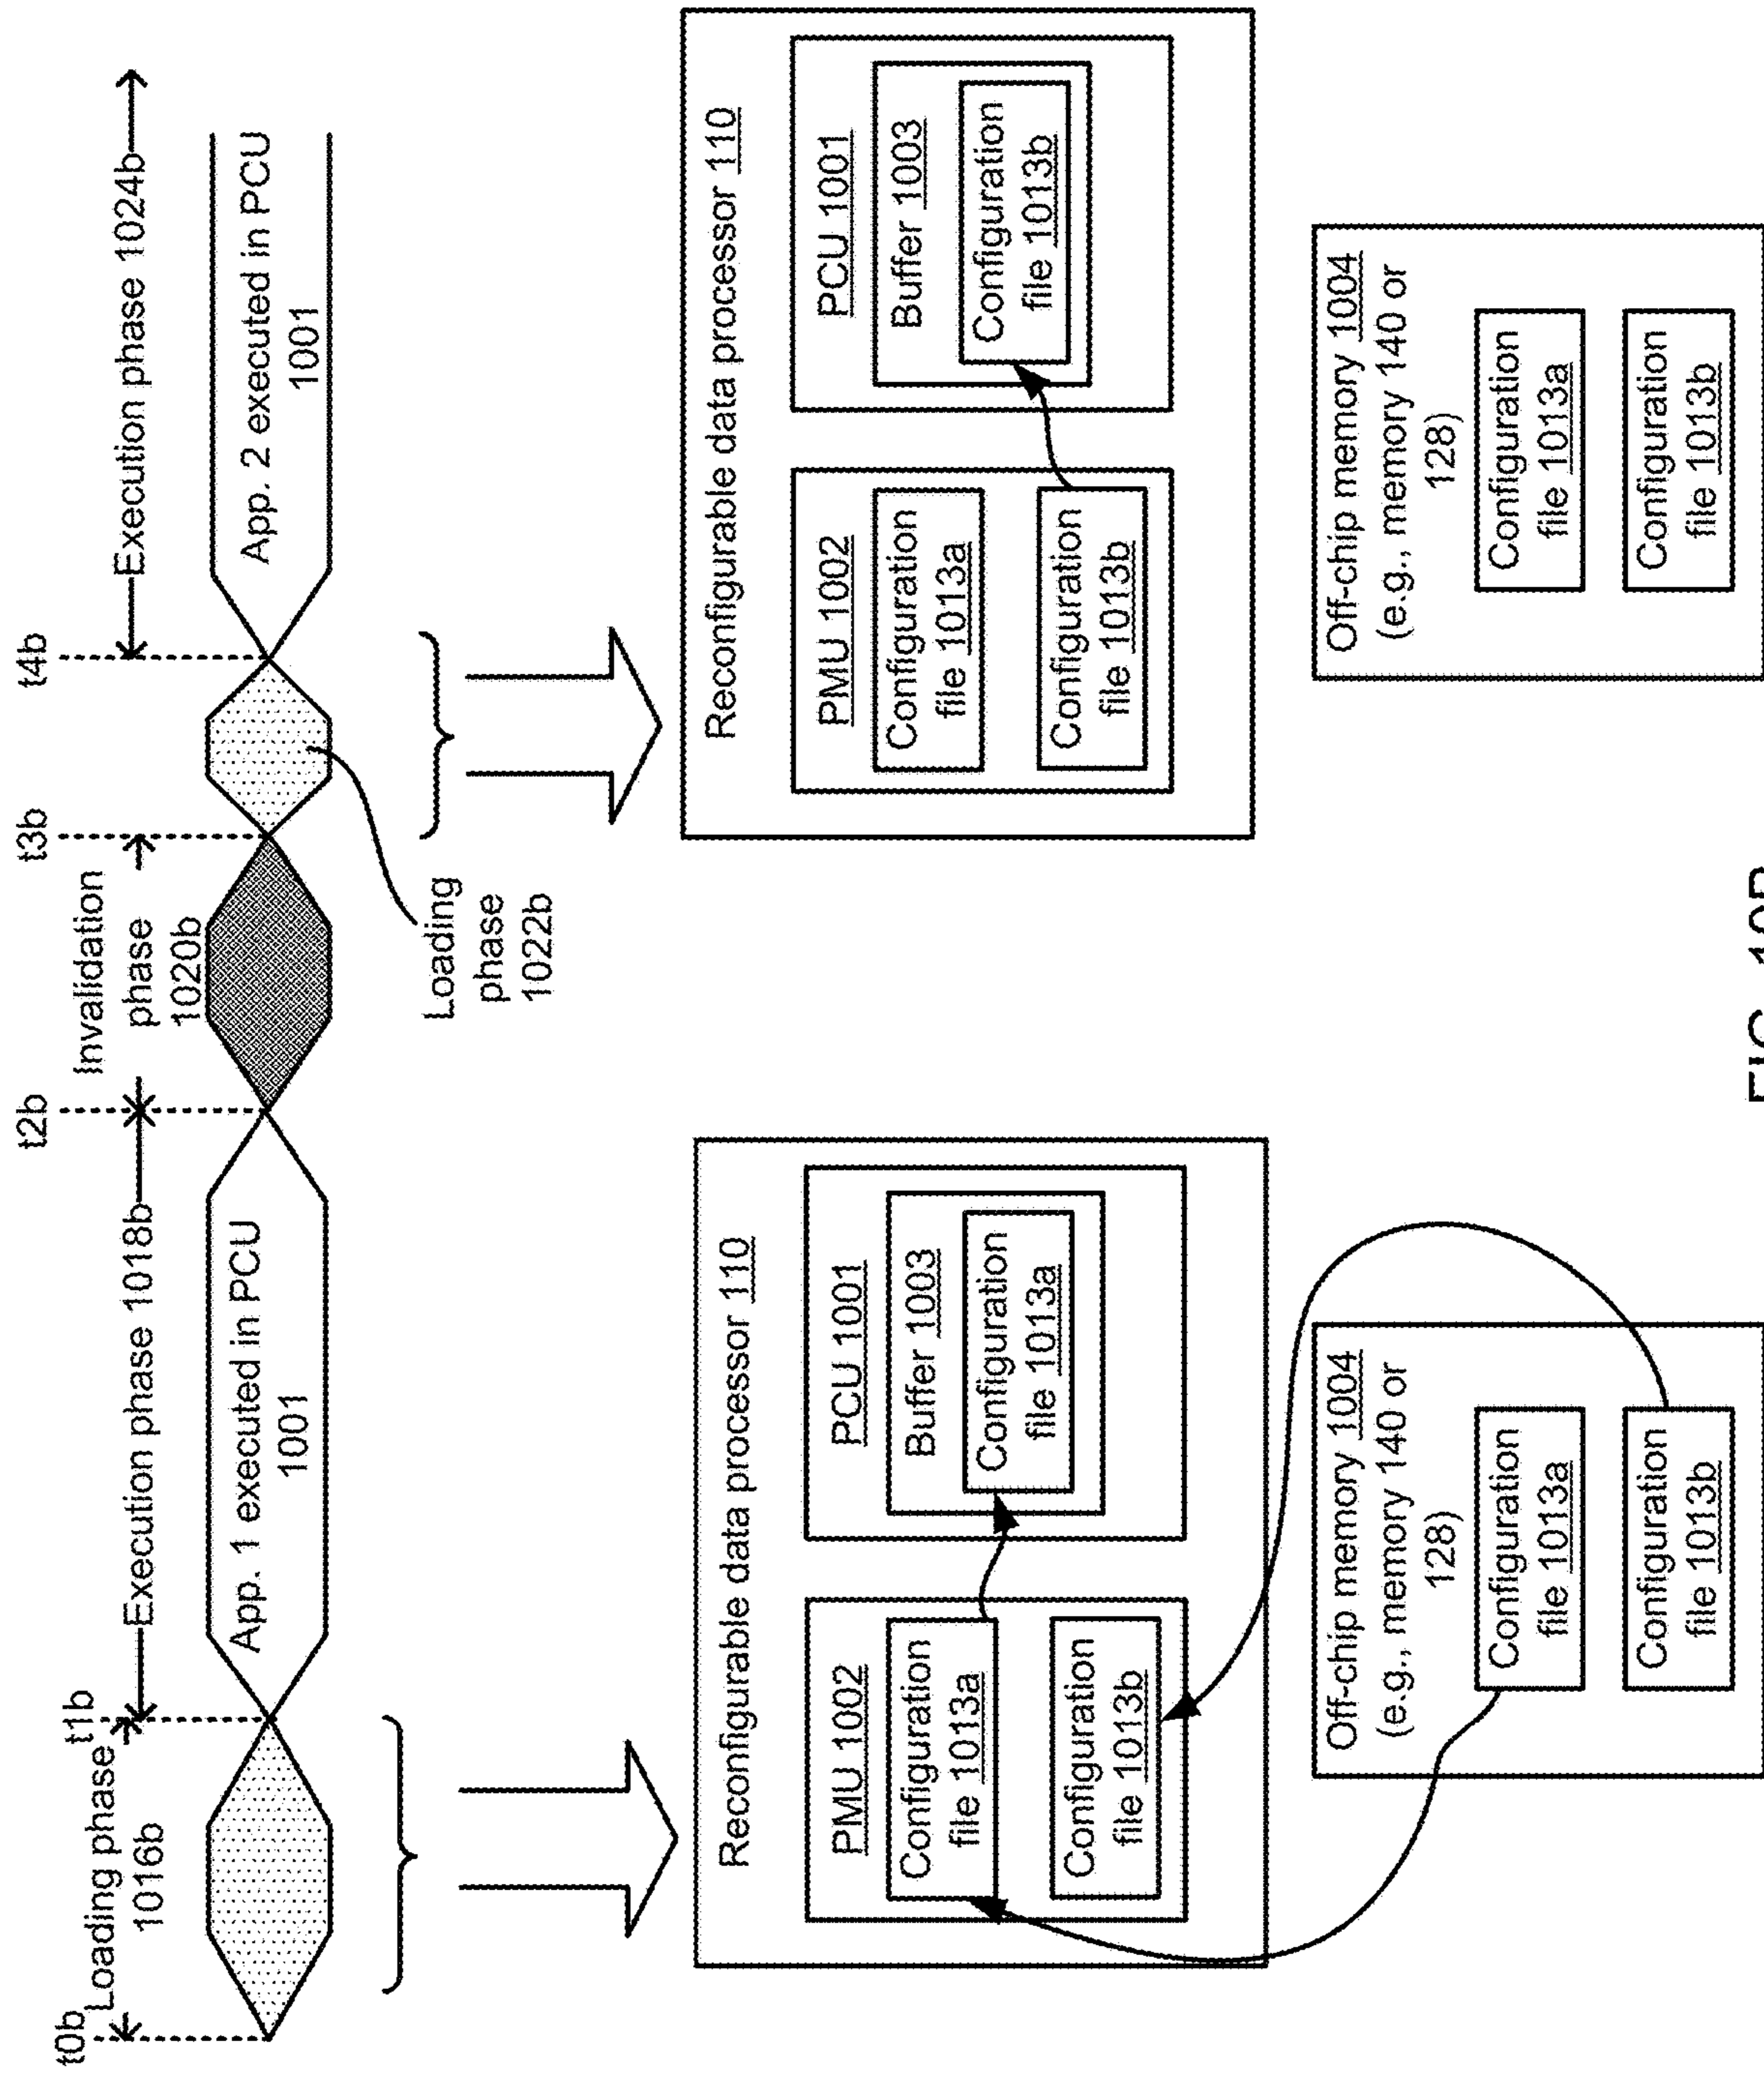 t0b
t1b
t2b
t3b
t4b
Loading phase
1016b
Execution phase 1018b
Invalidation
phase
1020b
Execution phase 1024b
App. 1 executed in PCU
1001
App. 2 executed in PCU
1001
Loading
phase
1022b
Reconfigurable data processor 110
PMU 1002
Configuration
file 1013a
Configuration
file 1013b
PCU 1001
Buffer 1003
Configuration
file 1013a
Off-chip memory 1004
(e.g., memory 140 or
128)
Configuration
file 1013a
Configuration
file 1013b
Reconfigurable data processor 110
PMU 1002
Configuration
file 1013a
Configuration
file 1013b
PCU 1001
Buffer 1003
Configuration
file 1013b
Off-chip memory 1004
(e.g., memory 140 or
128)
Configuration
file 1013a
Configuration
file 1013b